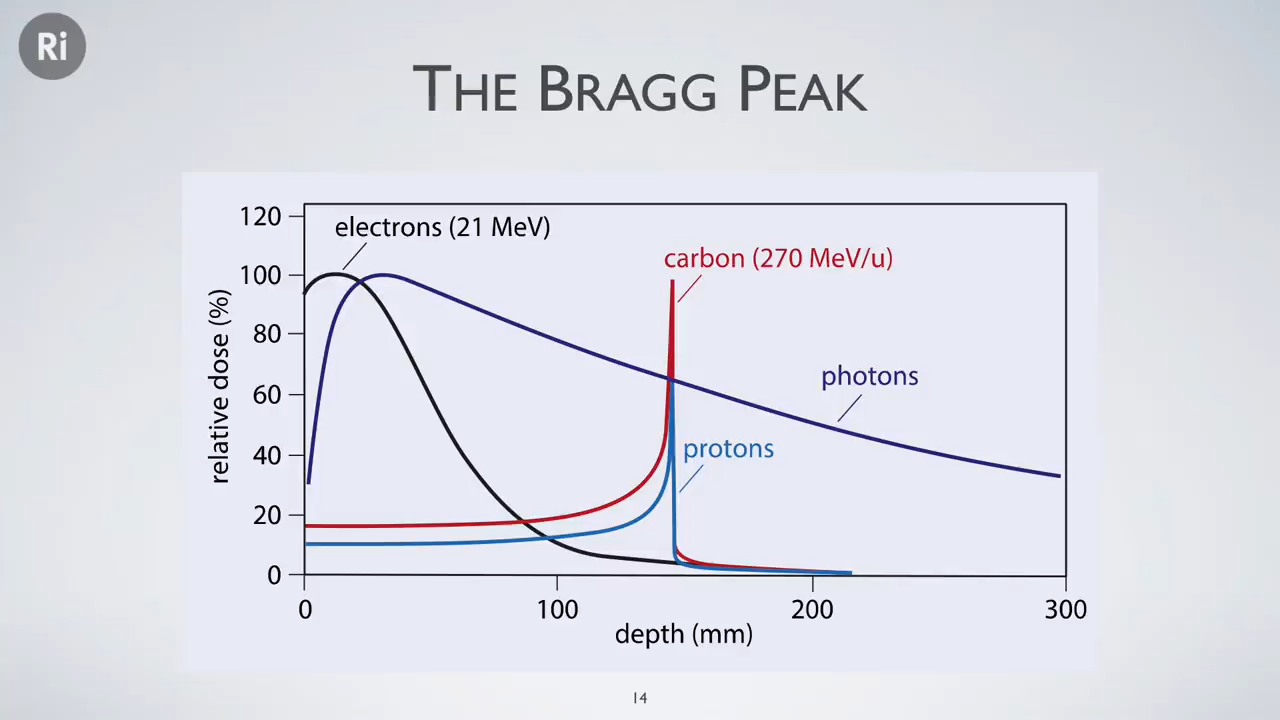 Ri
THE BRAGG PEAK
120
100
80
60
40
20
0
relative dose (%)
electrons (21 MeV)
carbon (270 MeV/u)
photons
protons
0 100 200 300
depth (mm)
14